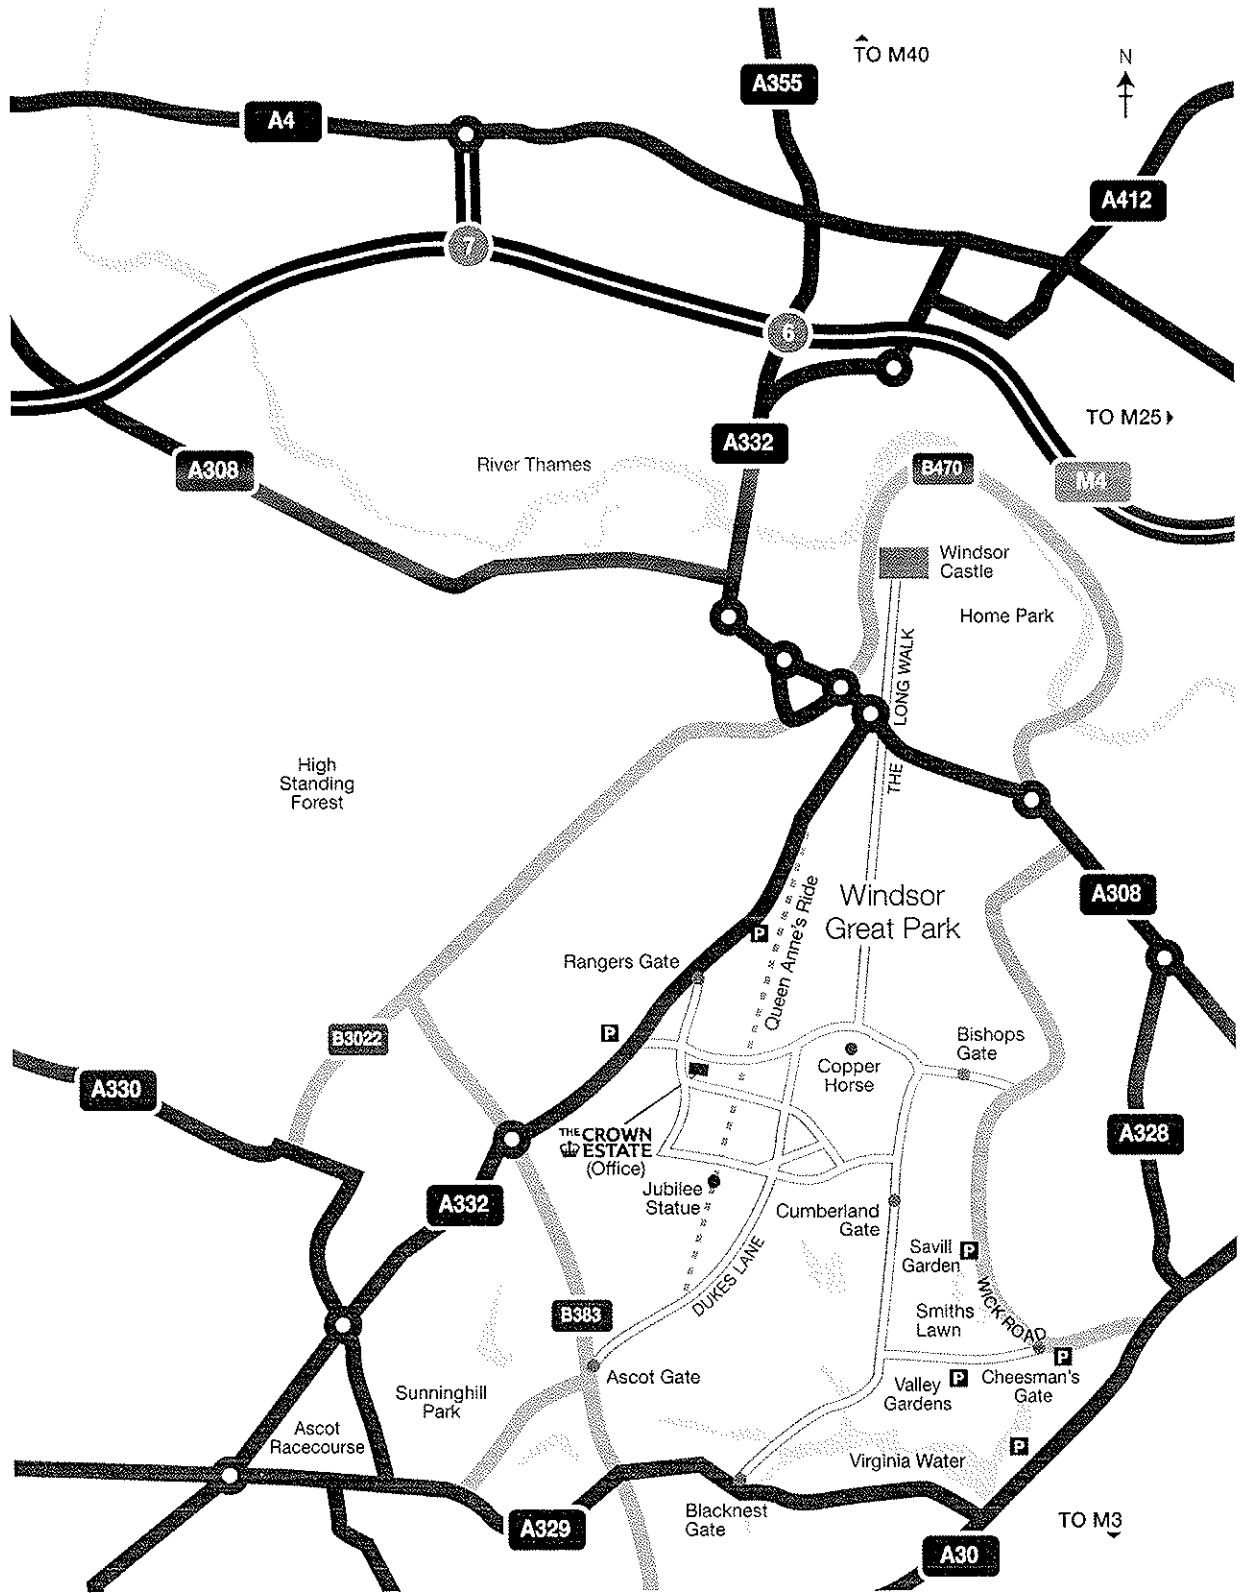 TO M40
N
A355
A4
A412
7
6
TO M25
A332
B470
River Thames
A308
M4
Windsor
Castle
Home Park
THE LONG WALK
High
Standing
Forest
Windsor
Great Park
A308
Queen Anne's Ride
P
Rangers Gate
P
B3022
Bishops
Gate
Copper
Horse
A330
THE CROWN
ESTATE
(Office)
A328
Jubilee
Statue
A332
Cumberland
Gate
Savill
Garden
P
DUKES LANE
WICK ROAD
B383
Smiths
Lawn
P
Ascot Gate
Valley
Gardens
P
Cheesman's
Gate
Sunninghill
Park
Ascot
Racecourse
P
Virginia Water
Blacknest
Gate
A329
TO M3
A30